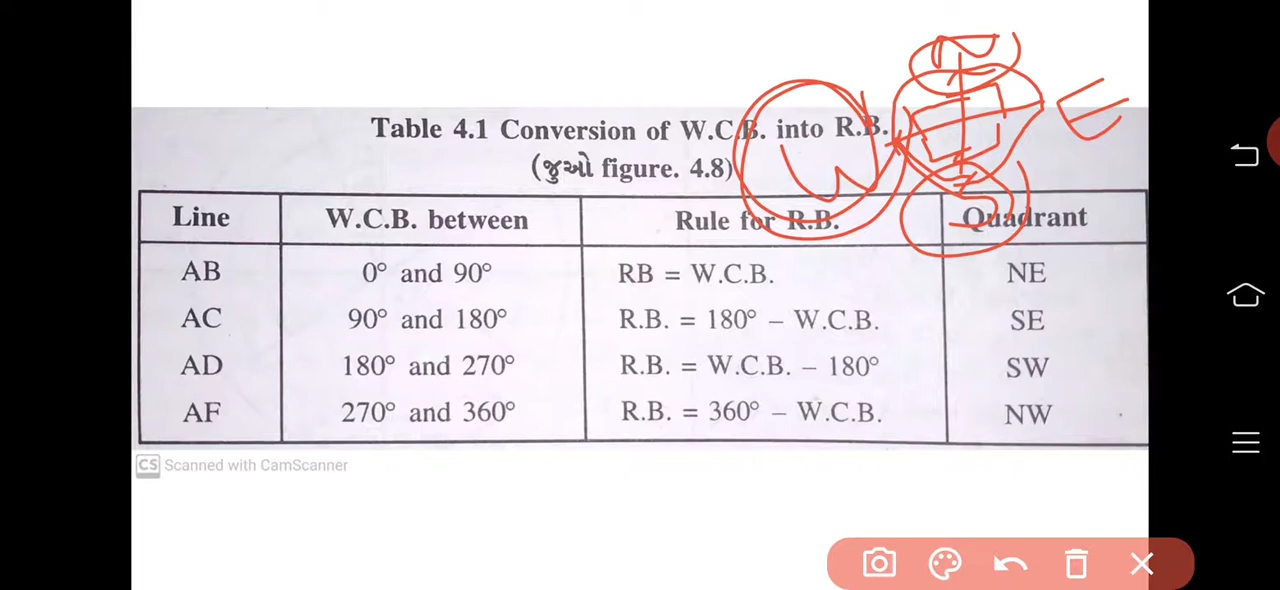 N
W
E
S
Table 4.1 Conversion of W.C.B. into R.B.
(જુઓ figure. 4.8)
Line W.C.B. between Rule for R.B. Quadrant
AB 0° and 90° RB = W.C.B. NE
AC 90° and 180° R.B. = 180° – W.C.B. SE
AD 180° and 270° R.B. = W.C.B. – 180° SW
AF 270° and 360° R.B. = 360° – W.C.B. NW
CS Scanned with CamScanner